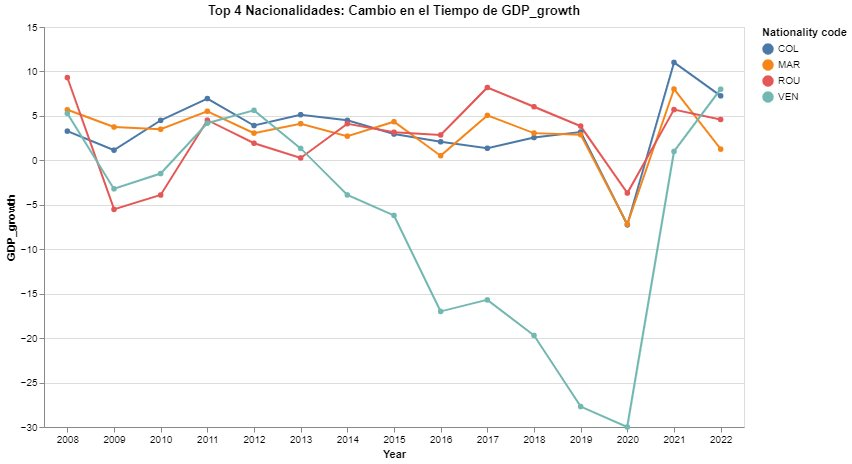 Top 4 Nacionalidades: Cambio en el Tiempo de GDP_growth
Nationality code
COL
MAR
ROU
VEN
GDP_growth
15
10
5
0
−5
−10
−15
−20
−25
−30
2008 2009 2010 2011 2012 2013 2014 2015 2016 2017 2018 2019 2020 2021 2022
Year